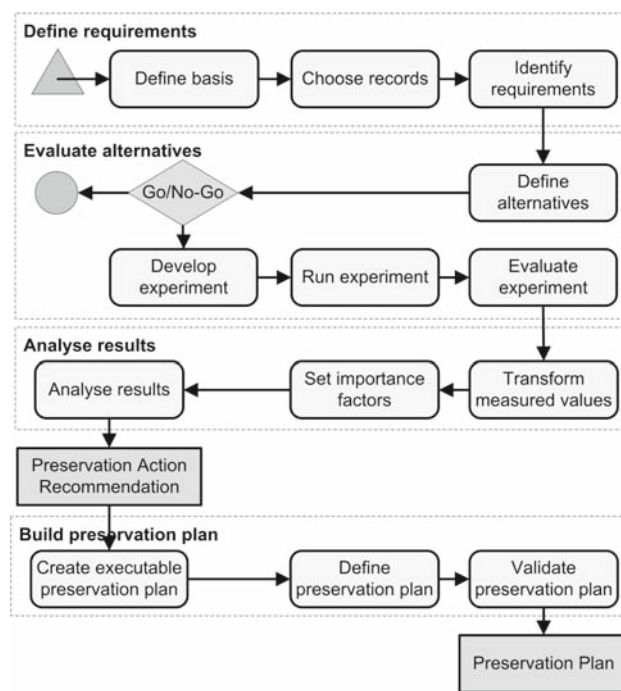 Define requirements
Define basis
Choose records
Identify
requirements
Evaluate alternatives
Go/No-Go
Define
alternatives
Develop
experiment
Run experiment
Evaluate
experiment
Analyse results
Analyse results
Set importance
factors
Transform
measured values
Preservation Action
Recommendation
Build preservation plan
Create executable
preservation plan
Define
preservation plan
Validate
preservation plan
Preservation Plan